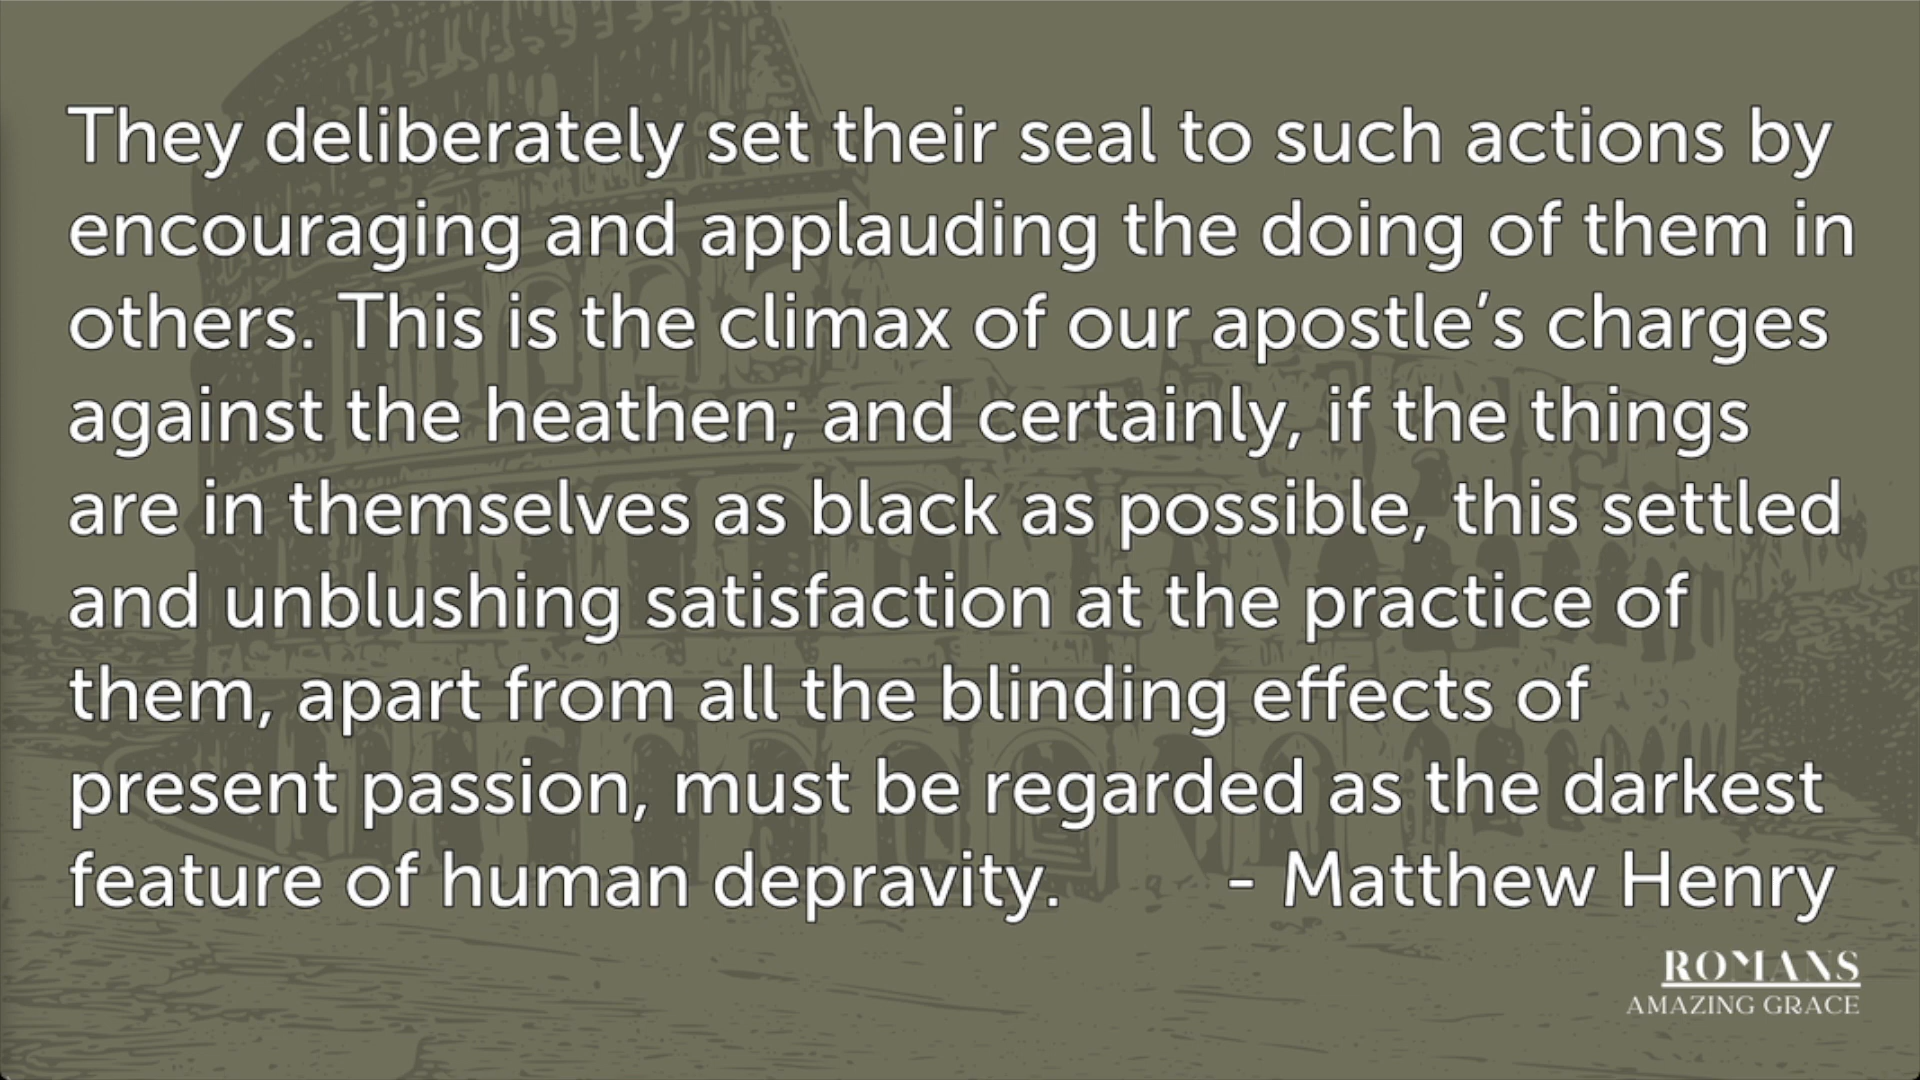 They deliberately set their seal to such actions by
encouraging and applauding the doing of them in
others. This is the climax of our apostle’s charges
against the heathen; and certainly, if the things
are in themselves as black as possible, this settled
and unblushing satisfaction at the practice of
them, apart from all the blinding effects of
present passion, must be regarded as the darkest
feature of human depravity. - Matthew Henry
ROMANS
AMAZING GRACE